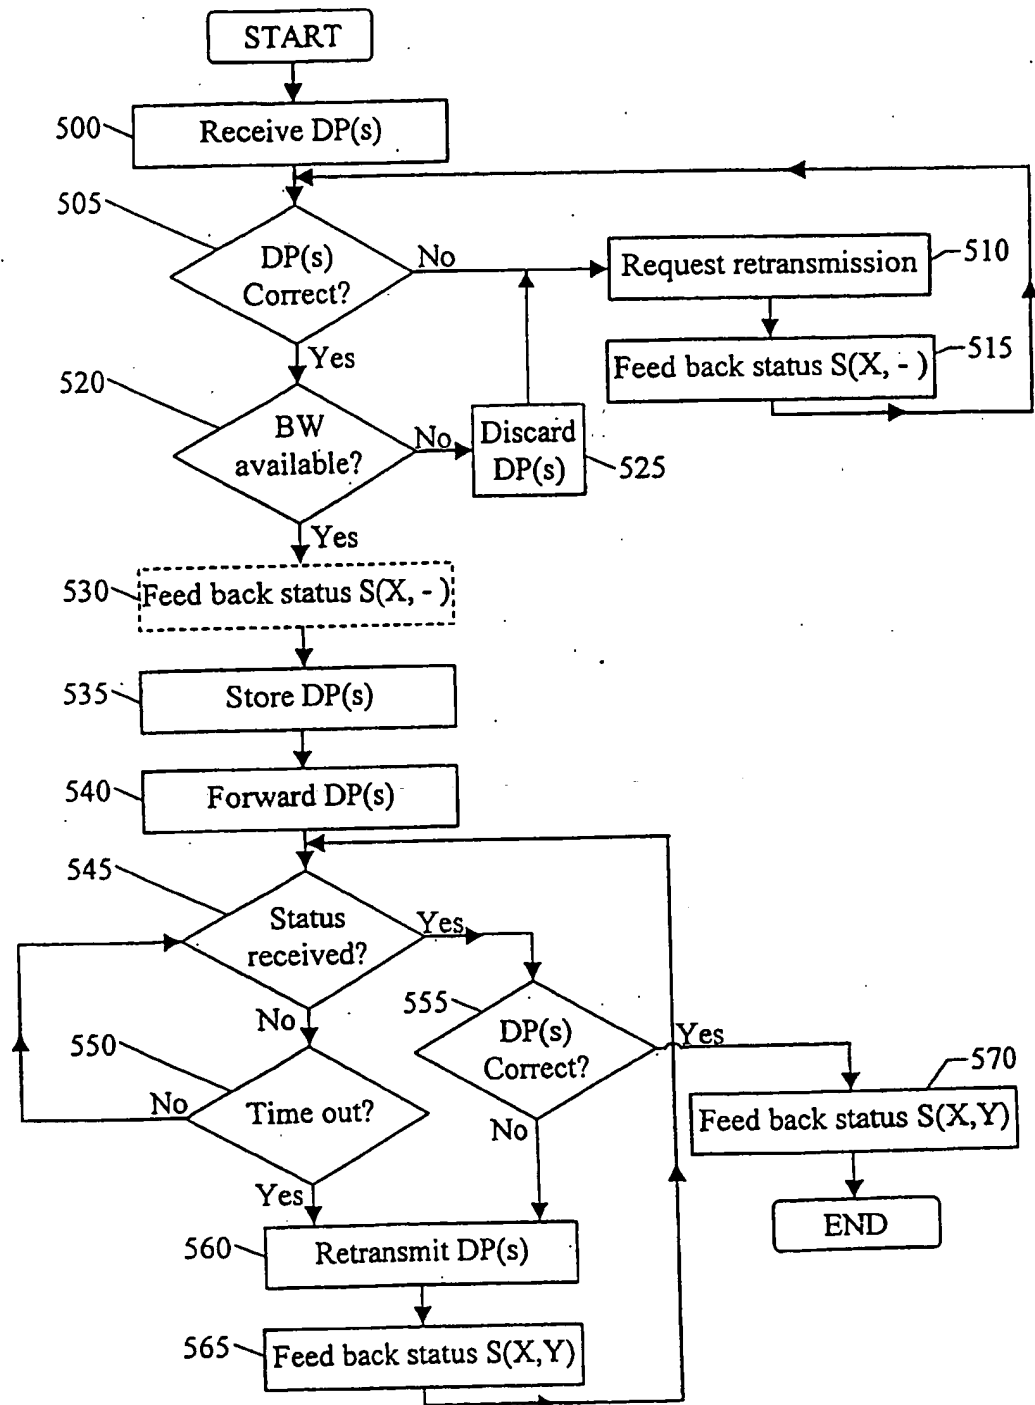 START
500
Receive DP(s)
505
DP(s)
Correct?
No
Request retransmission
510
Yes
Feed back status S(X, - )
515
520
BW
available?
No
Discard
DP(s)
525
Yes
530
Feed back status S(X, - )
535
Store DP(s)
540
Forward DP(s)
545
Status
received?
Yes
No
555
DP(s)
Correct?
Yes
570
Feed back status S(X,Y)
END
550
Time out?
No
Yes
No
560
Retransmit DP(s)
565
Feed back status S(X,Y)